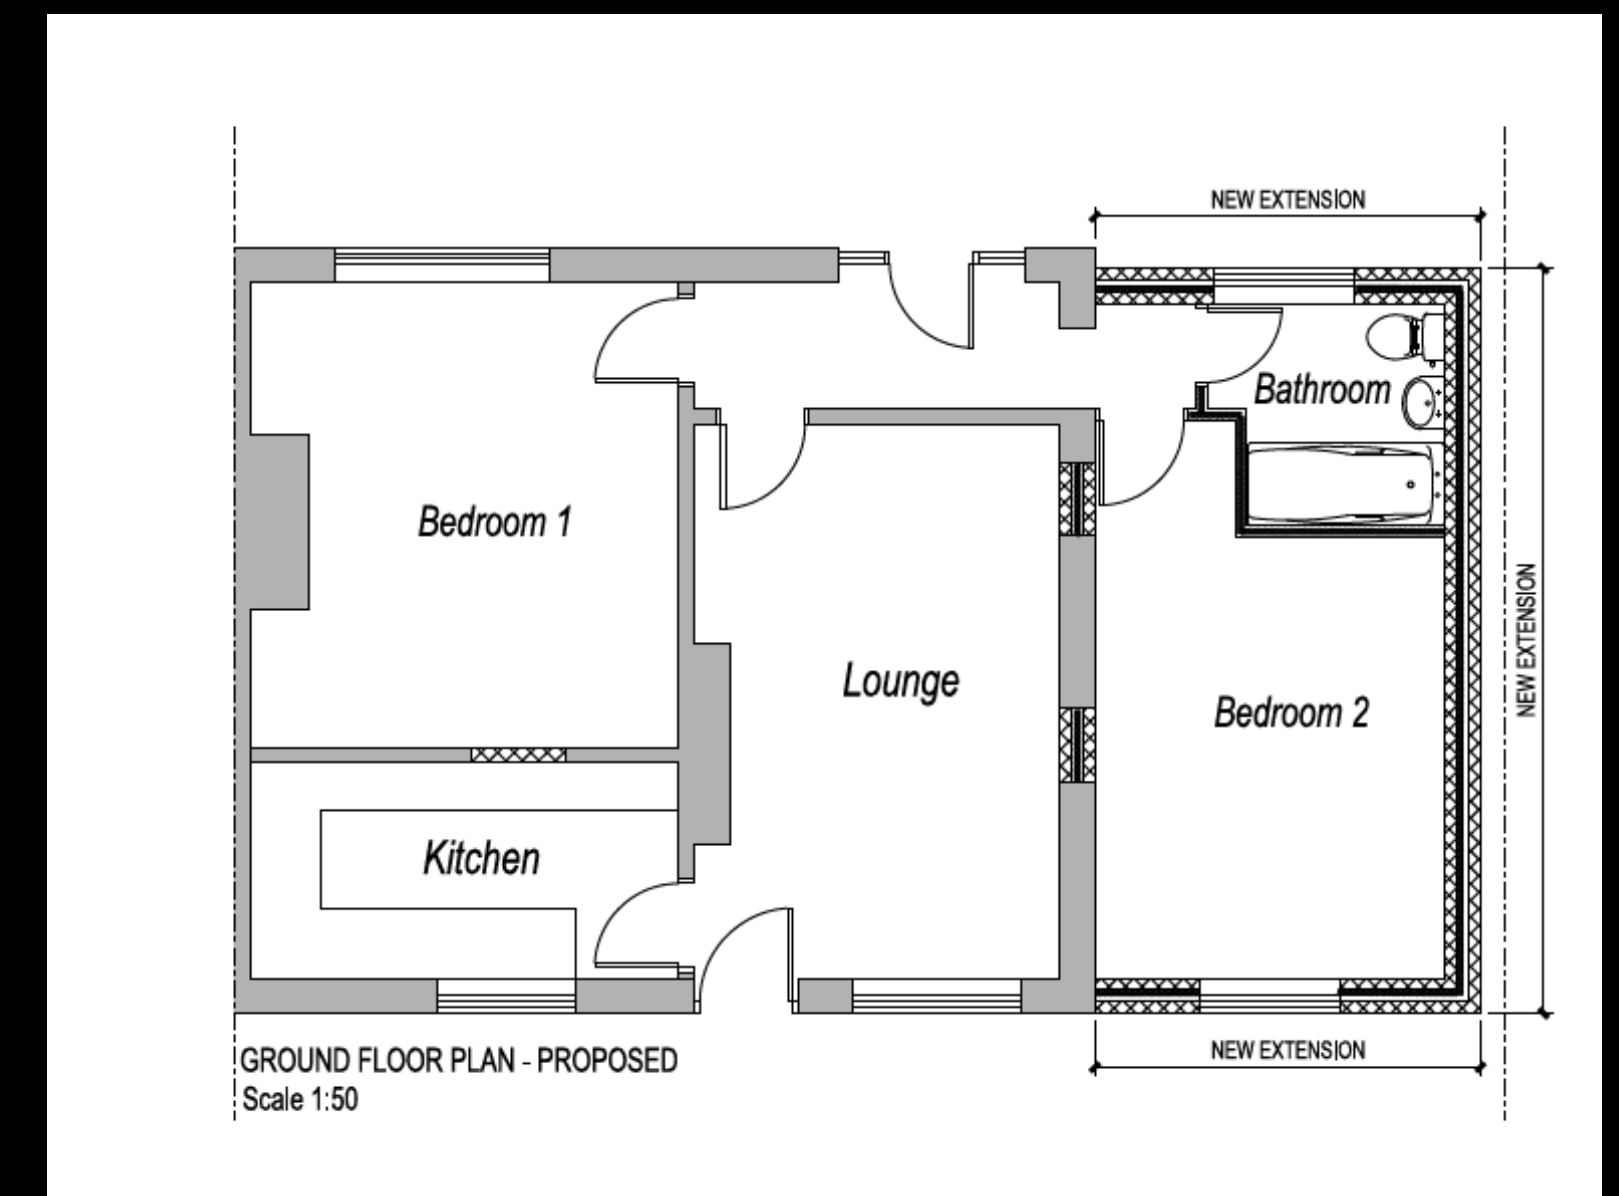 NEW EXTENSION
Bathroom
Bedroom 1
NEW EXTENSION
Lounge
Bedroom 2
Kitchen
NEW EXTENSION
GROUND FLOOR PLAN - PROPOSED
Scale 1:50